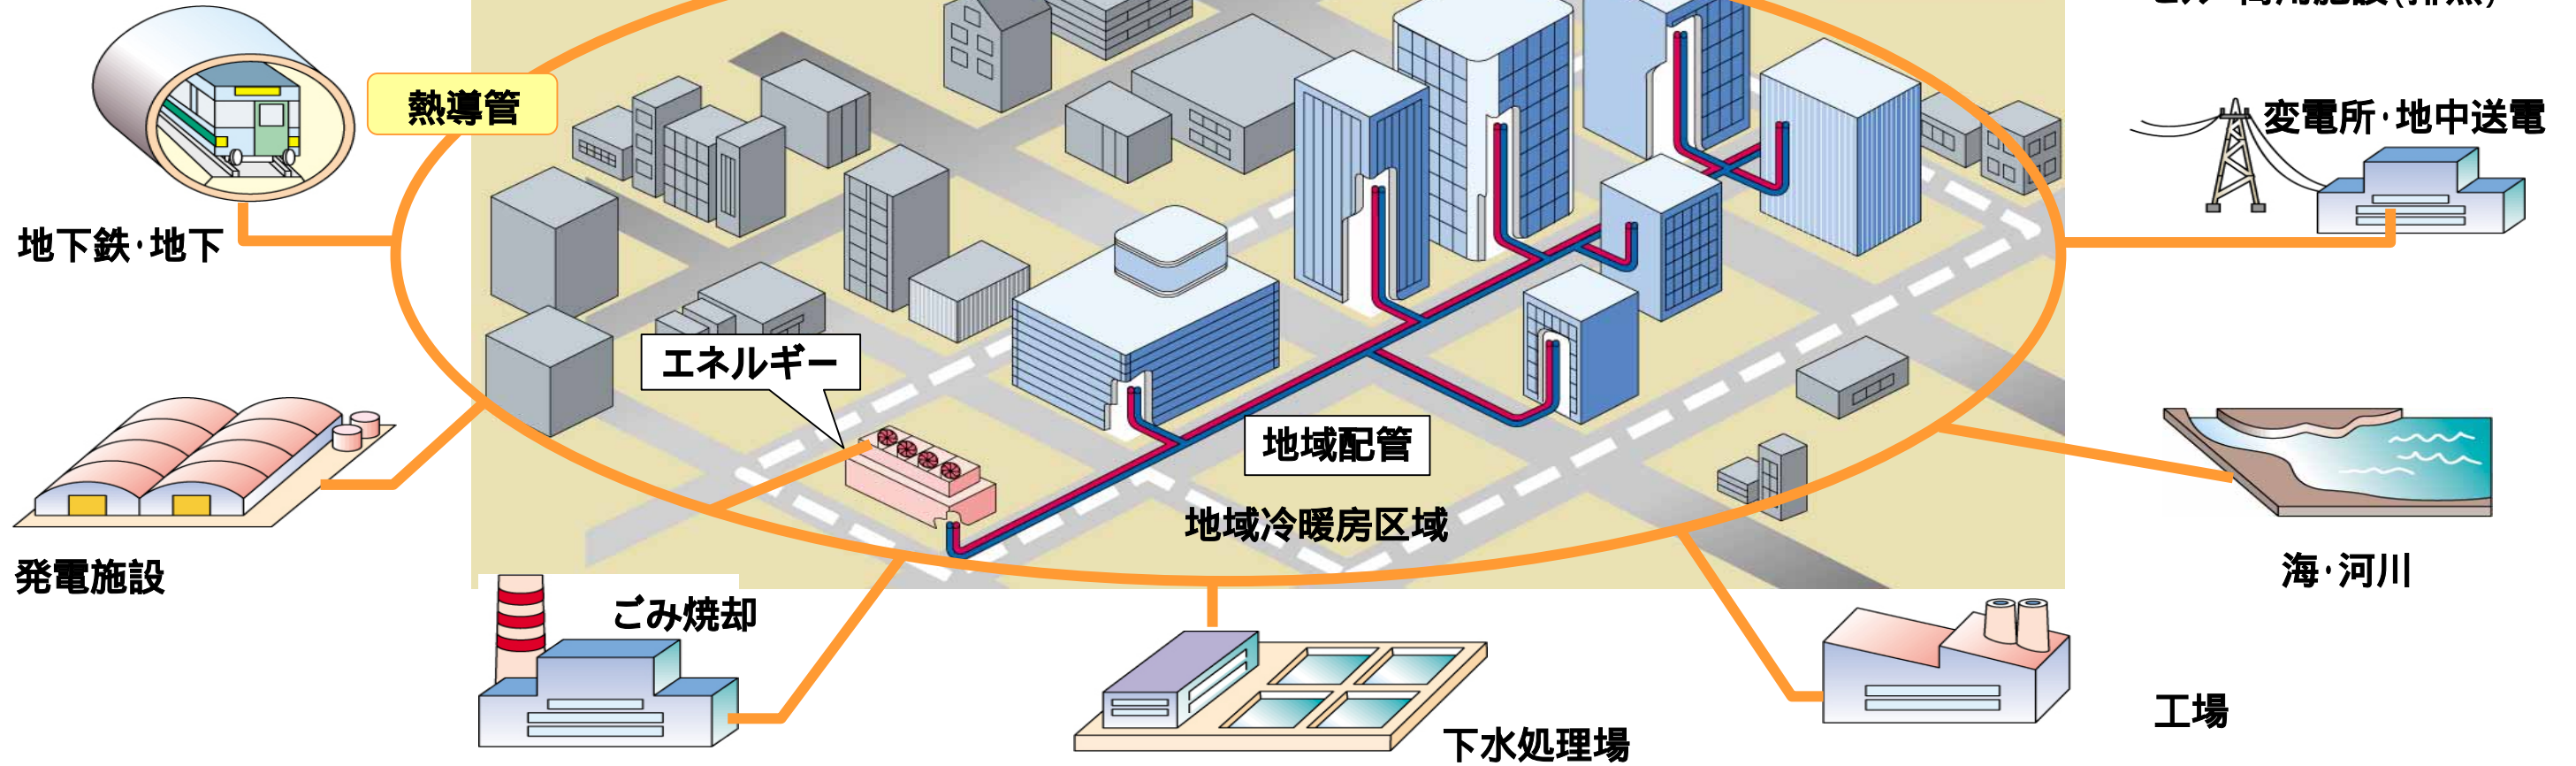 熱導管
変電所・地中送電
地下鉄・地下
エネルギー
地域配管
地域冷暖房区域
発電施設
海・河川
ごみ焼却
工場
下水処理場